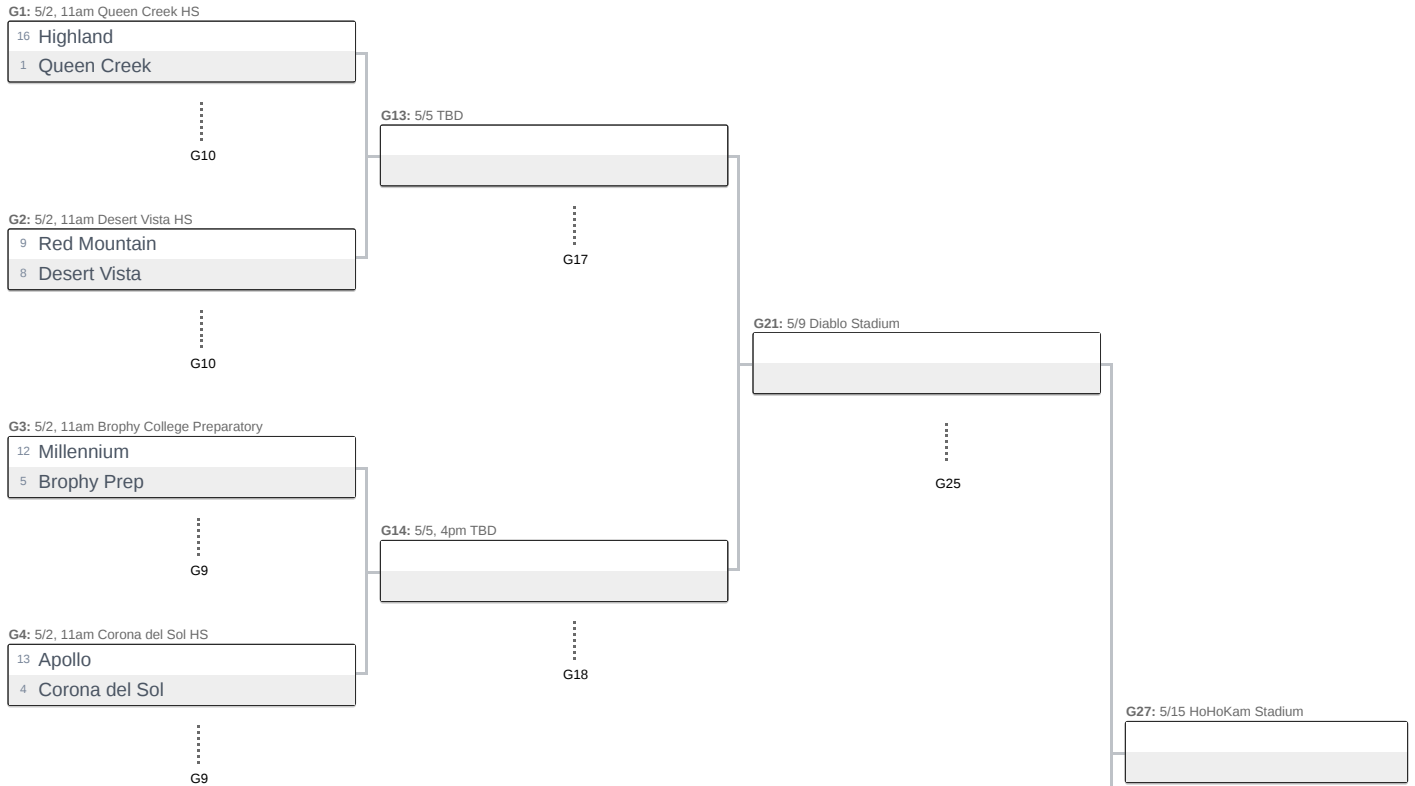 G1: 5/2, 11am Queen Creek HS
16 Highland
1 Queen Creek
G10
G2: 5/2, 11am Desert Vista HS
9 Red Mountain
8 Desert Vista
G10
G3: 5/2, 11am Brophy College Preparatory
12 Millennium
5 Brophy Prep
G9
G4: 5/2, 11am Corona del Sol HS
13 Apollo
4 Corona del Sol
G9
G13: 5/5 TBD
G17
G14: 5/5, 4pm TBD
G18
G21: 5/9 Diablo Stadium
G25
G27: 5/15 HoHoKam Stadium